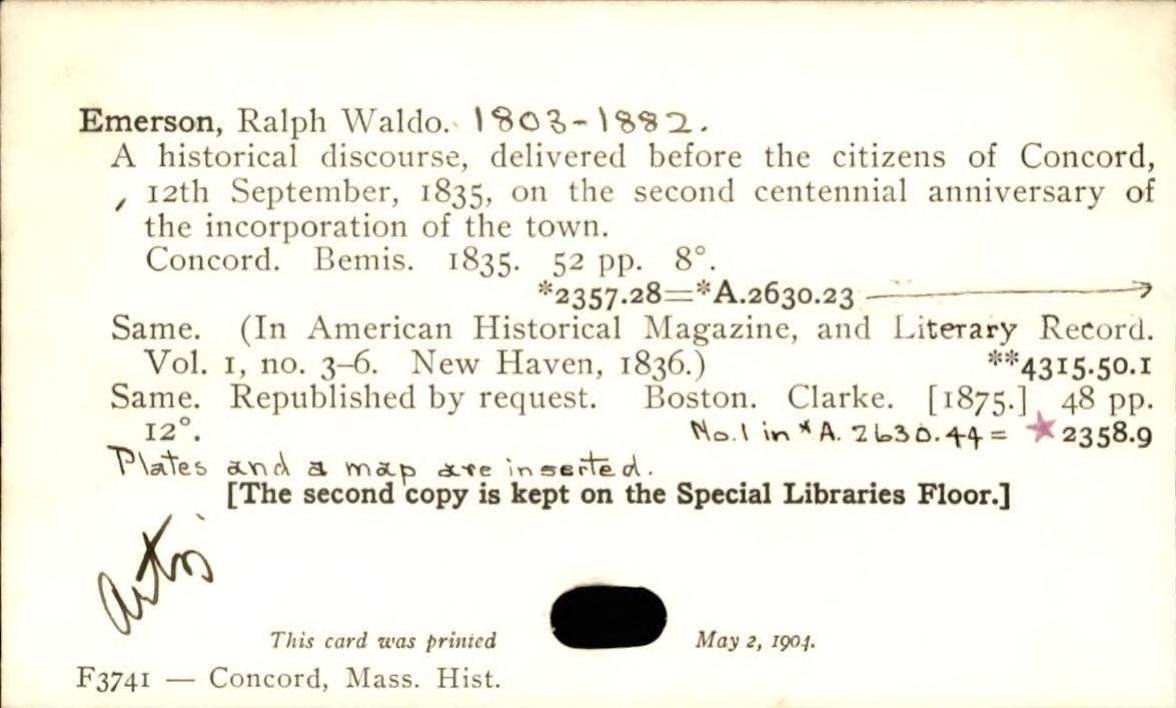 Emerson, Ralph Waldo. 1803-1882.
A historical discourse, delivered before the citizens of Concord,
12th September, 1835, on the second centennial anniversary of
the incorporation of the town.
Concord. Bemis. 1835. 52 pp. 8°.
*2357.28=*A.2630.23
Same. (In American Historical Magazine, and Literary Record.
Vol. 1, no. 3–6. New Haven, 1836.) **4315.50.1
Same. Republished by request. Boston. Clarke. [1875.] 48 pp.
12°. No.1 in *A. 2630.44 = ★2358.9
Plates and a map are inserted.
[The second copy is kept on the Special Libraries Floor.]
This card was printed May 2, 1904.
F3741 — Concord, Mass. Hist.